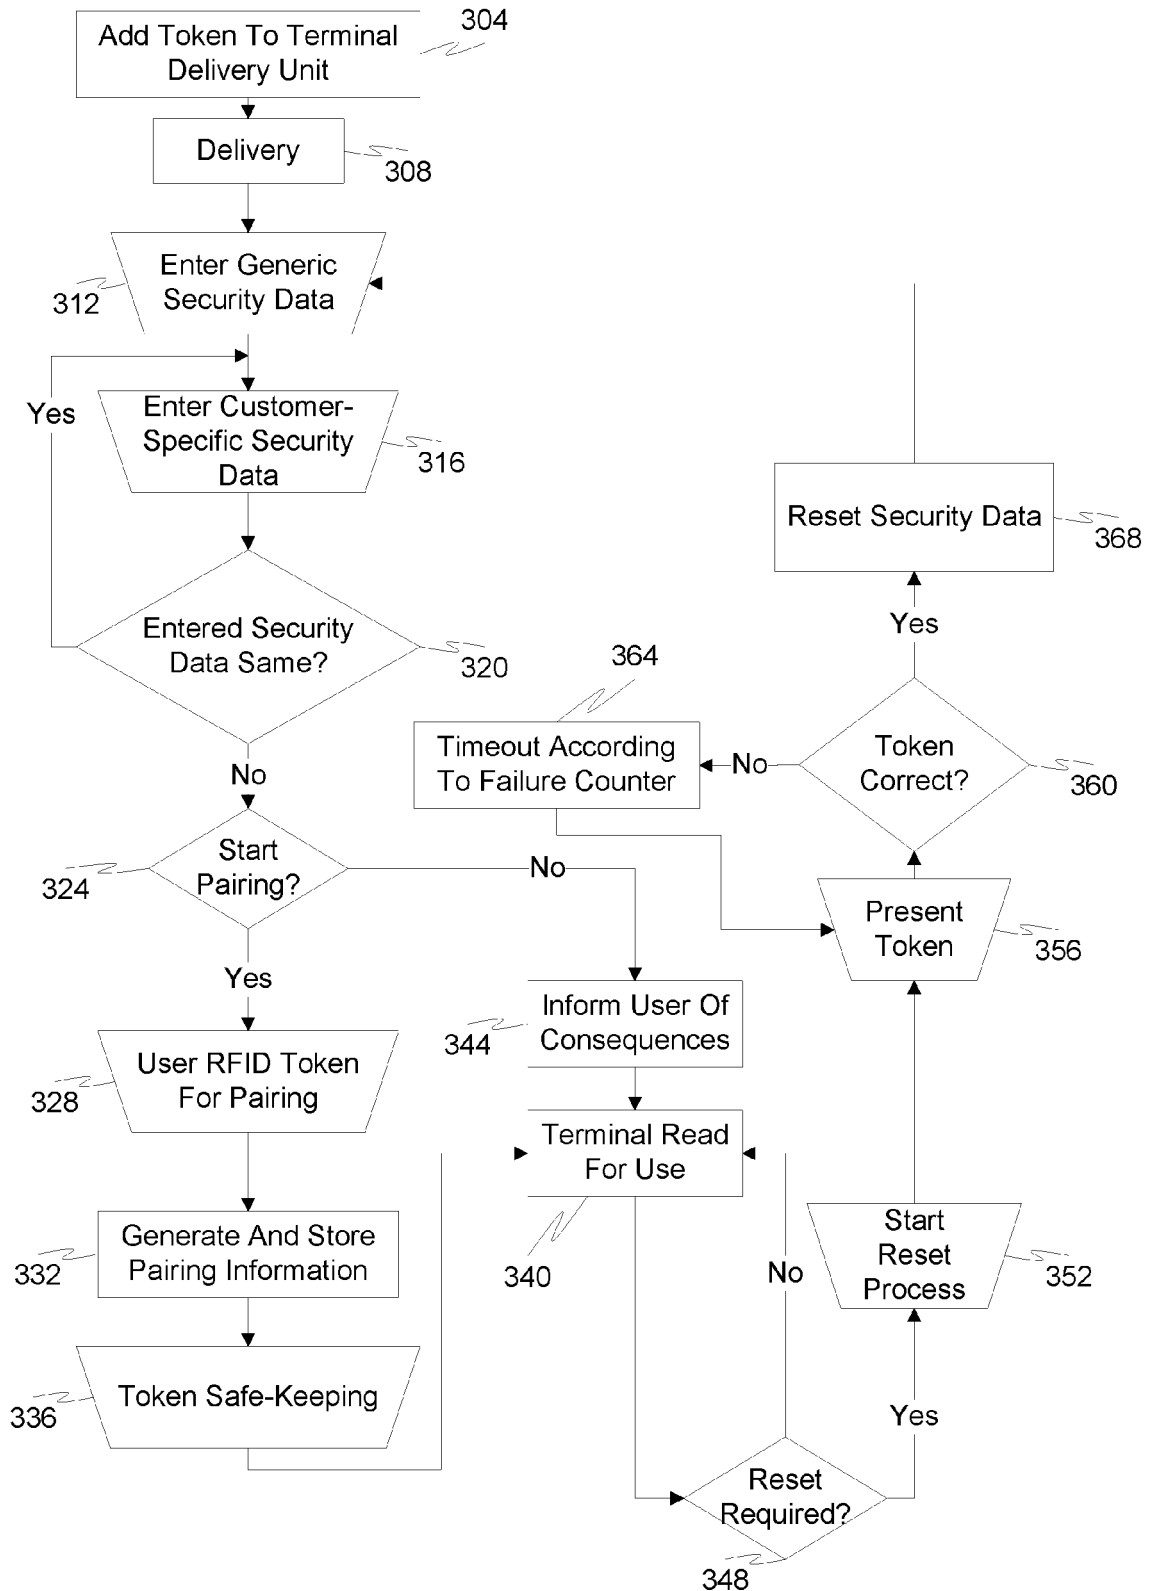 304
Add Token To Terminal
Delivery Unit
Delivery
308
Enter Generic
Security Data
312
Yes
Enter Customer-
Specific Security
Data
316
Reset Security Data
368
Yes
Entered Security
Data Same?
320
364
No
Timeout According
To Failure Counter
No
Token
Correct?
360
Start
Pairing?
324
No
Present
Token
356
Yes
Inform User Of
Consequences
344
User RFID Token
For Pairing
328
Terminal Read
For Use
340
Generate And Store
Pairing Information
332
No
Start
Reset
Process
352
Token Safe-Keeping
336
Yes
Reset
Required?
348